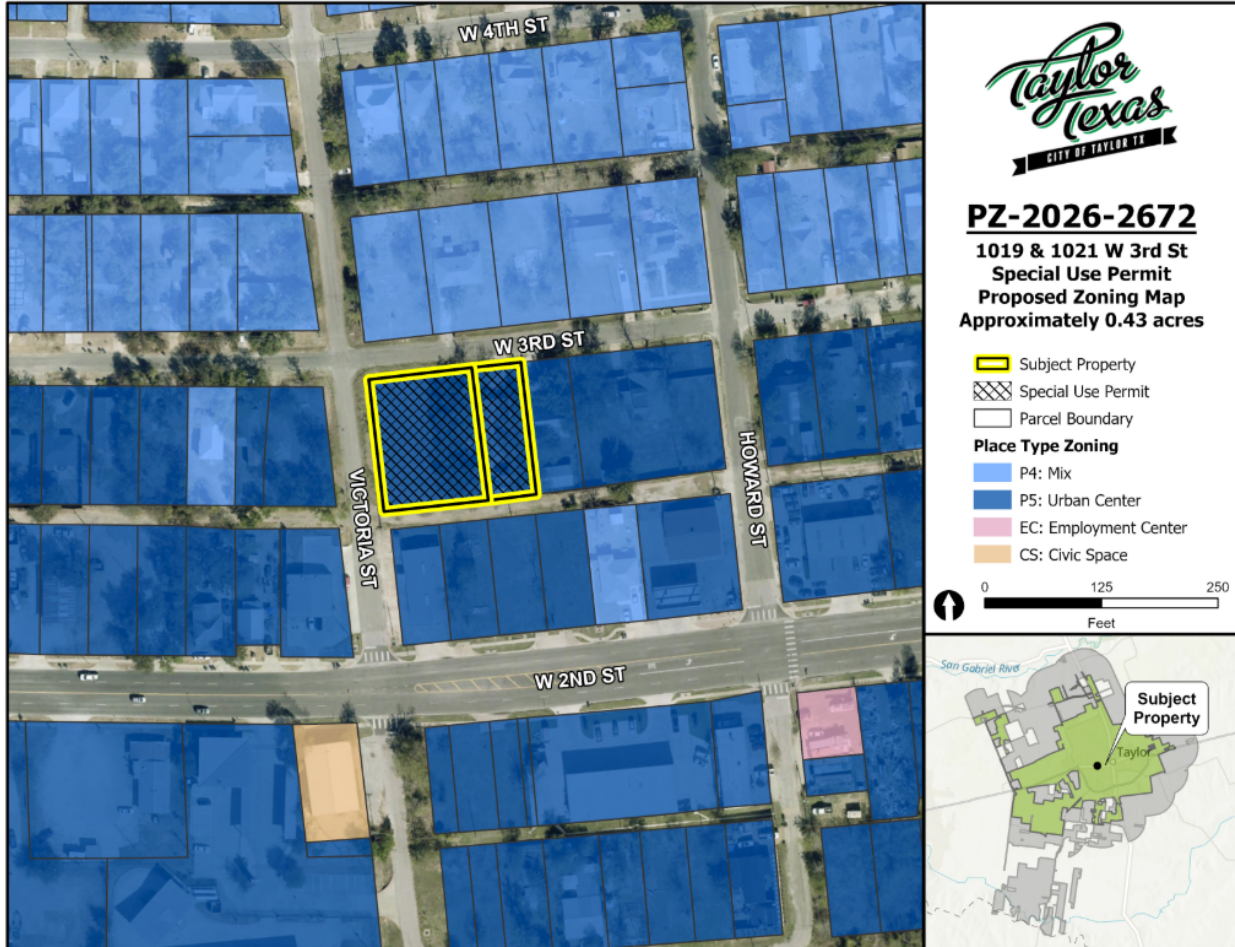 W 4TH ST
W 3RD ST
VICTORIA ST
HOWARD ST
W 2ND ST
Taylor
Texas
CITY OF TAYLOR TX
PZ-2026-2672
1019 & 1021 W 3rd St
Special Use Permit
Proposed Zoning Map
Approximately 0.43 acres
Subject Property
Special Use Permit
Parcel Boundary
Place Type Zoning
P4: Mix
P5: Urban Center
EC: Employment Center
CS: Civic Space
0 125 250
Feet
San Gabriel River
Subject
Property
Taylor